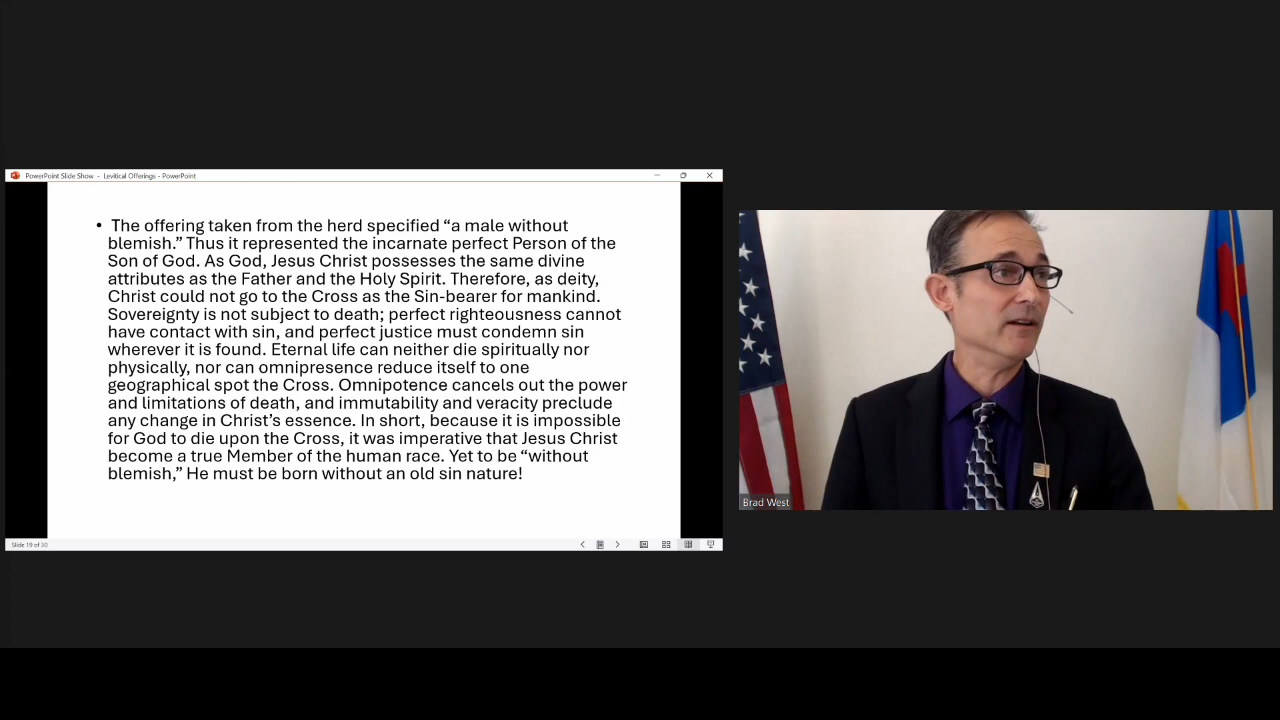 PowerPoint Slide Show - Levitical Offerings - PowerPoint
• The offering taken from the herd specified “a male without
blemish.” Thus it represented the incarnate perfect Person of the
Son of God. As God, Jesus Christ possesses the same divine
attributes as the Father and the Holy Spirit. Therefore, as deity,
Christ could not go to the Cross as the Sin-bearer for mankind.
Sovereignty is not subject to death; perfect righteousness cannot
have contact with sin, and perfect justice must condemn sin
wherever it is found. Eternal life can neither die spiritually nor
physically, nor can omnipresence reduce itself to one
geographical spot the Cross. Omnipotence cancels out the power
and limitations of death, and immutability and veracity preclude
any change in Christ’s essence. In short, because it is impossible
for God to die upon the Cross, it was imperative that Jesus Christ
become a true Member of the human race. Yet to be “without
blemish,” He must be born without an old sin nature!
Slide 19 of 30
Brad West